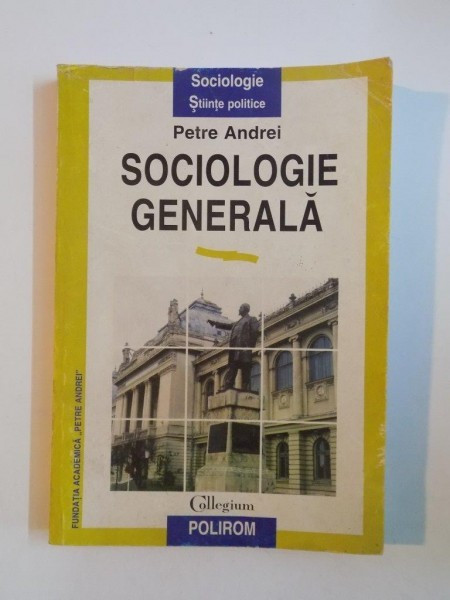 Sociologie
Științe politice
Petre Andrei
SOCIOLOGIE
GENERALĂ
FUNDAȚIA ACADEMICĂ „PETRE ANDREI"
Collegium
POLIROM